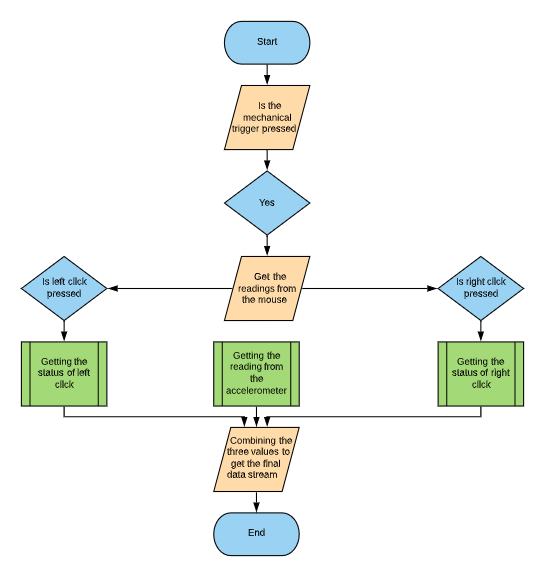 Start
Is the
mechanical
trigger pressed
Yes
Is left click
pressed
Get the
readings from
the mouse
Is right click
pressed
Getting the
status of left
click
Getting the
reading from
the
accelerometer
Getting the
status of right
click
Combining the
three values to
get the final
data stream
End